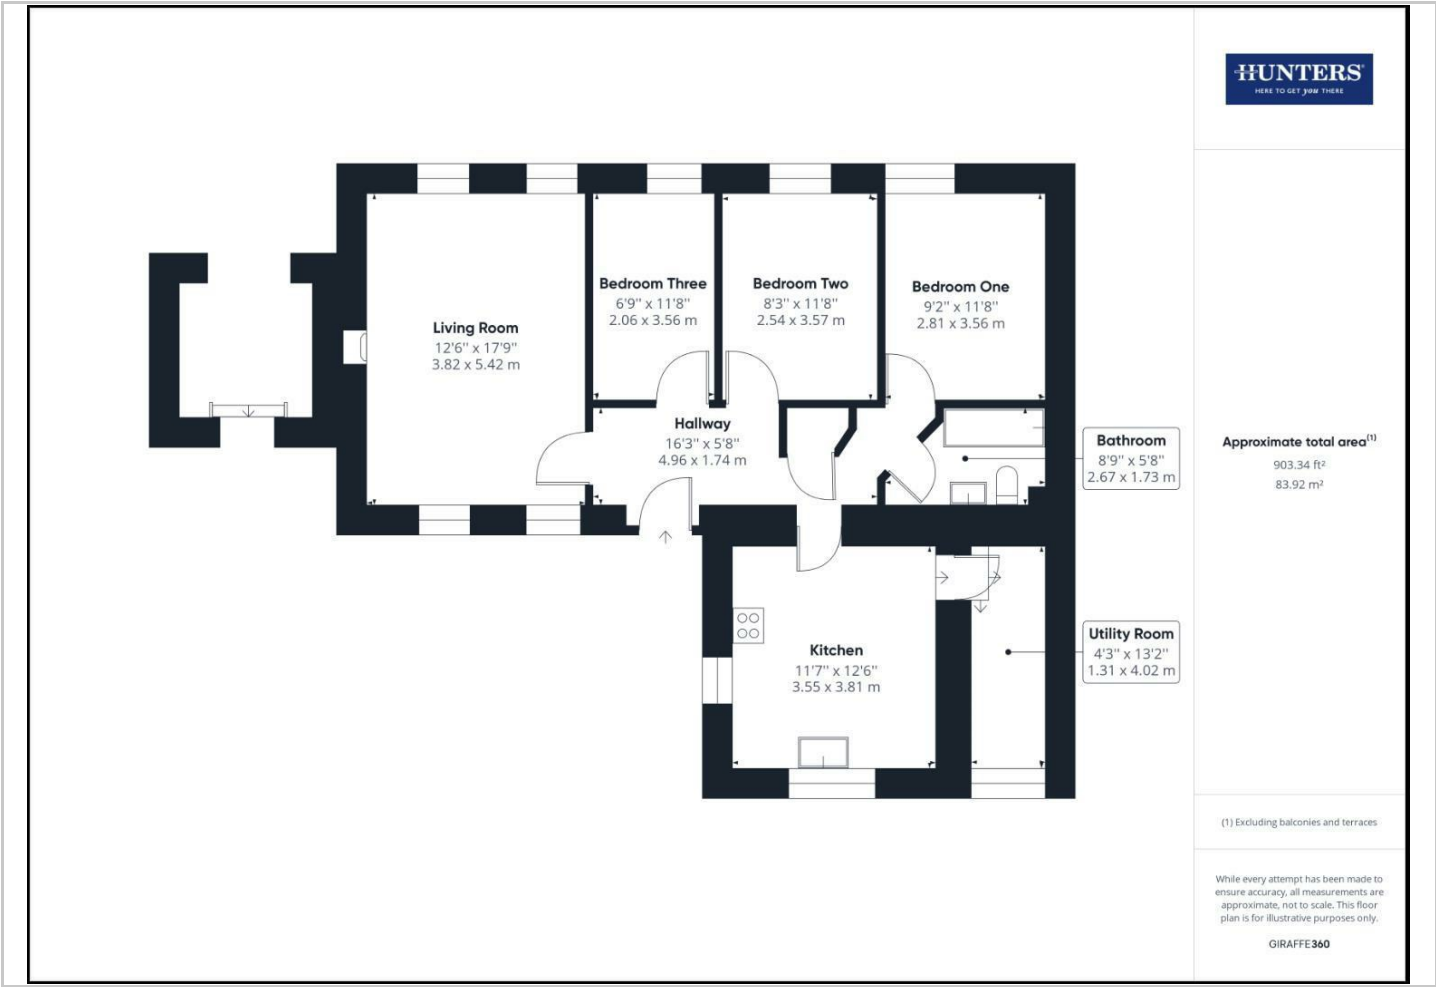 HUNTERS®
HERE TO GET you THERE
Living Room
12'6" x 17'9"
3.82 x 5.42 m
Bedroom Three
6'9" x 11'8"
2.06 x 3.56 m
Bedroom Two
8'3" x 11'8"
2.54 x 3.57 m
Bedroom One
9'2" x 11'8"
2.81 x 3.56 m
Hallway
16'3" x 5'8"
4.96 x 1.74 m
Bathroom
8'9" x 5'8"
2.67 x 1.73 m
Kitchen
11'7" x 12'6"
3.55 x 3.81 m
Utility Room
4'3" x 13'2"
1.31 x 4.02 m
Approximate total area(1)
903.34 ft²
83.92 m²
(1) Excluding balconies and terraces
While every attempt has been made to
ensure accuracy, all measurements are
approximate, not to scale. This floor
plan is for illustrative purposes only.
GIRAFFE360